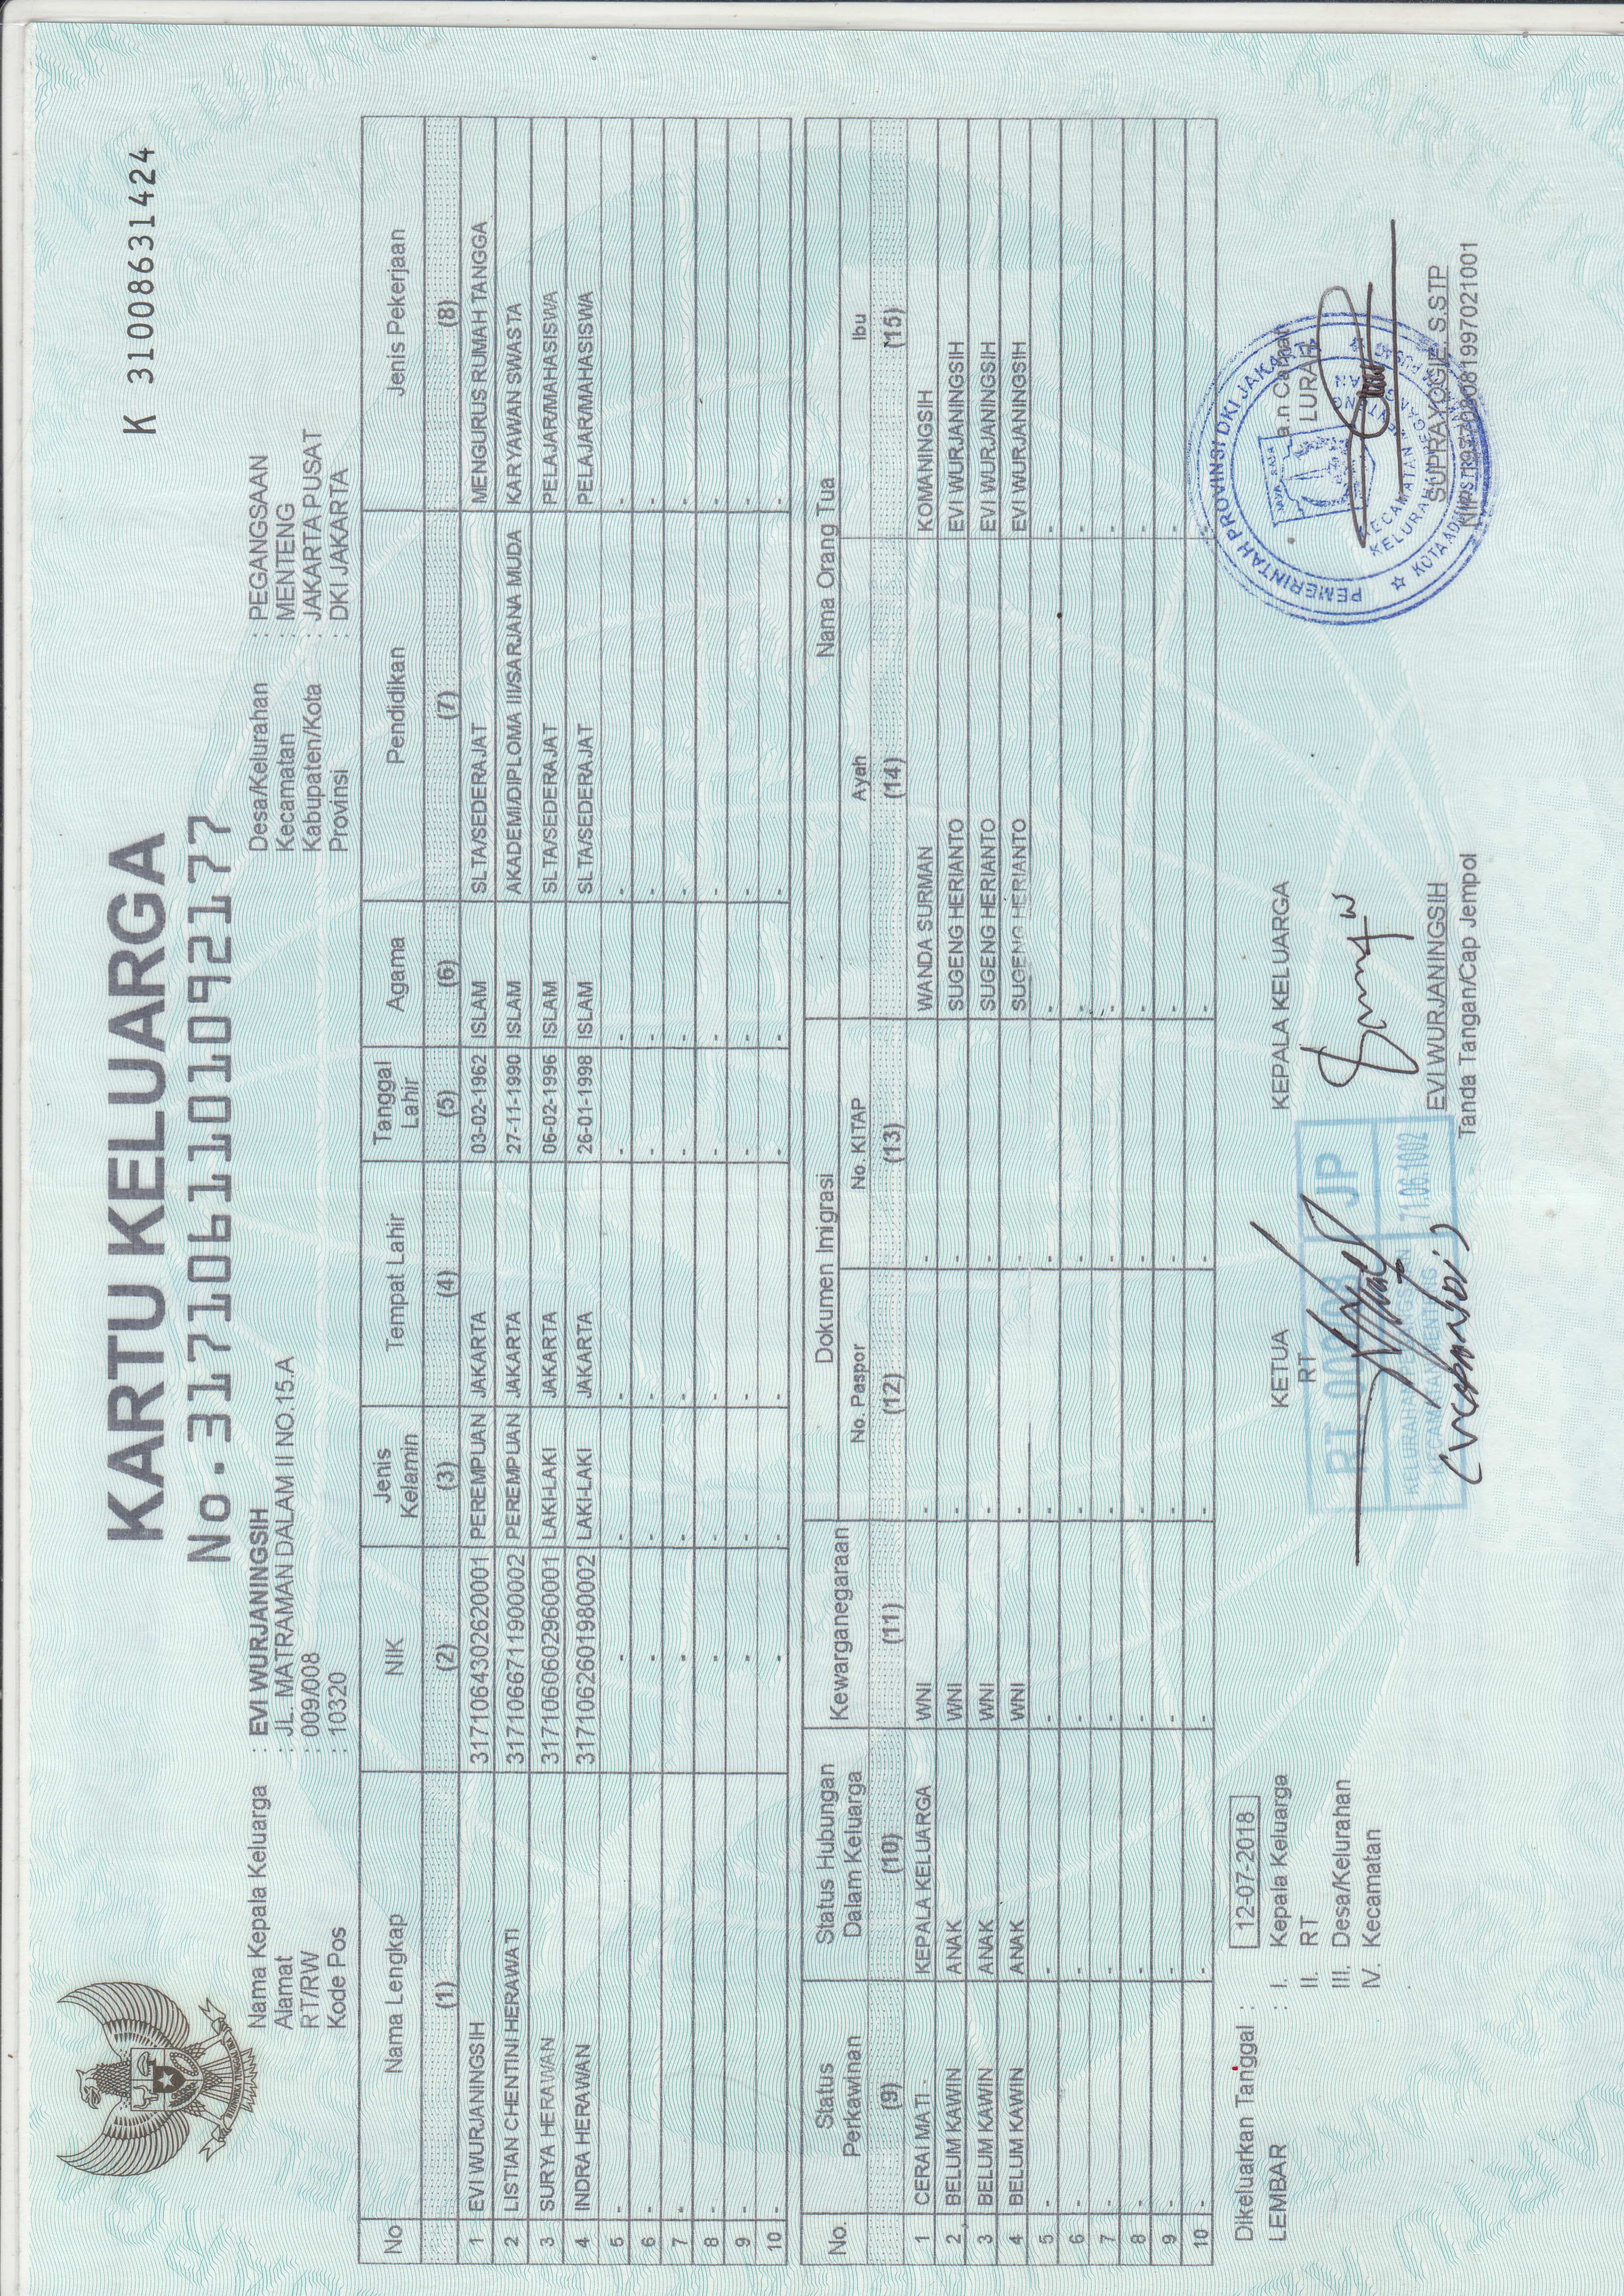 K 31008631424
KARTU KELUARGA
No. 3171061101092177
Nama Kepala Keluarga : EVI WURJANINGSIH
Alamat : JL. MATRAMAN DALAM II NO.15.A
RT/RW : 009/008
Kode Pos : 10320
Desa/Kelurahan : PEGANGSAAN
Kecamatan : MENTENG
Kabupaten/Kota : JAKARTA PUSAT
Provinsi : DKI JAKARTA
No Nama Lengkap NIK Jenis Kelamin Tempat Lahir Tanggal Lahir Agama Pendidikan Jenis Pekerjaan
(1) (2) (3) (4) (5) (6) (7) (8)
1 EVI WURJANINGSIH 3171064302620001 PEREMPUAN JAKARTA 03-02-1962 ISLAM SLTA/SEDERAJAT MENGURUS RUMAH TANGGA
2 LISTIAN CHENTINI HERAWATI 3171066711900002 PEREMPUAN JAKARTA 27-11-1990 ISLAM AKADEMI/DIPLOMA III/SARJANA MUDA KARYAWAN SWASTA
3 SURYA HERAWAN 3171060602960001 LAKI-LAKI JAKARTA 06-02-1996 ISLAM SLTA/SEDERAJAT PELAJAR/MAHASISWA
4 INDRA HERAWAN 3171062601980002 LAKI-LAKI JAKARTA 26-01-1998 ISLAM SLTA/SEDERAJAT PELAJAR/MAHASISWA
5 - - - - - - - -
6 - - - - - - - -
7 - - - - - - - -
8 - - - - - - - -
9 - - - - - - - -
10 - - - - - - - -
No. Status Perkawinan Status Hubungan Dalam Keluarga Kewarganegaraan Dokumen Imigrasi Nama Orang Tua
No. Paspor No. KITAP Ayah Ibu
(9) (10) (11) (12) (13) (14) (15)
1 CERAI MATI - KEPALA KELUARGA WNI - - WANDA SURMAN KOMANINGSIH
2 BELUM KAWIN ANAK WNI - - SUGENG HERIANTO EVI WURJANINGSIH
3 BELUM KAWIN ANAK WNI - - SUGENG HERIANTO EVI WURJANINGSIH
4 BELUM KAWIN ANAK WNI - - SUGENG HERIANTO EVI WURJANINGSIH
5 - - - - - - -
6 - - - - - - -
7 - - - - - - -
8 - - - - - - -
9 - - - - - - -
10 - - - - - - -
Dikeluarkan Tanggal : 12-07-2018
LEMBAR : I. Kepala Keluarga
II. RT
III. Desa/Kelurahan
IV. Kecamatan
KETUA
RT
RT. 009/08 JP
KELURAHAN PEGANGSAAN
KECAMATAN MENTENG
71.06.1002
KEPALA KELUARGA
EVI WURJANINGSIH
Tanda Tangan/Cap Jempol
a.n Camat
LURAH
PEMERINTAH PROVINSI DKI JAKARTA
JAYA RAYA
KECAMATAN MENTENG
KELURAHAN PEGANGSAAN
SUPRAYOGIE, S.STP